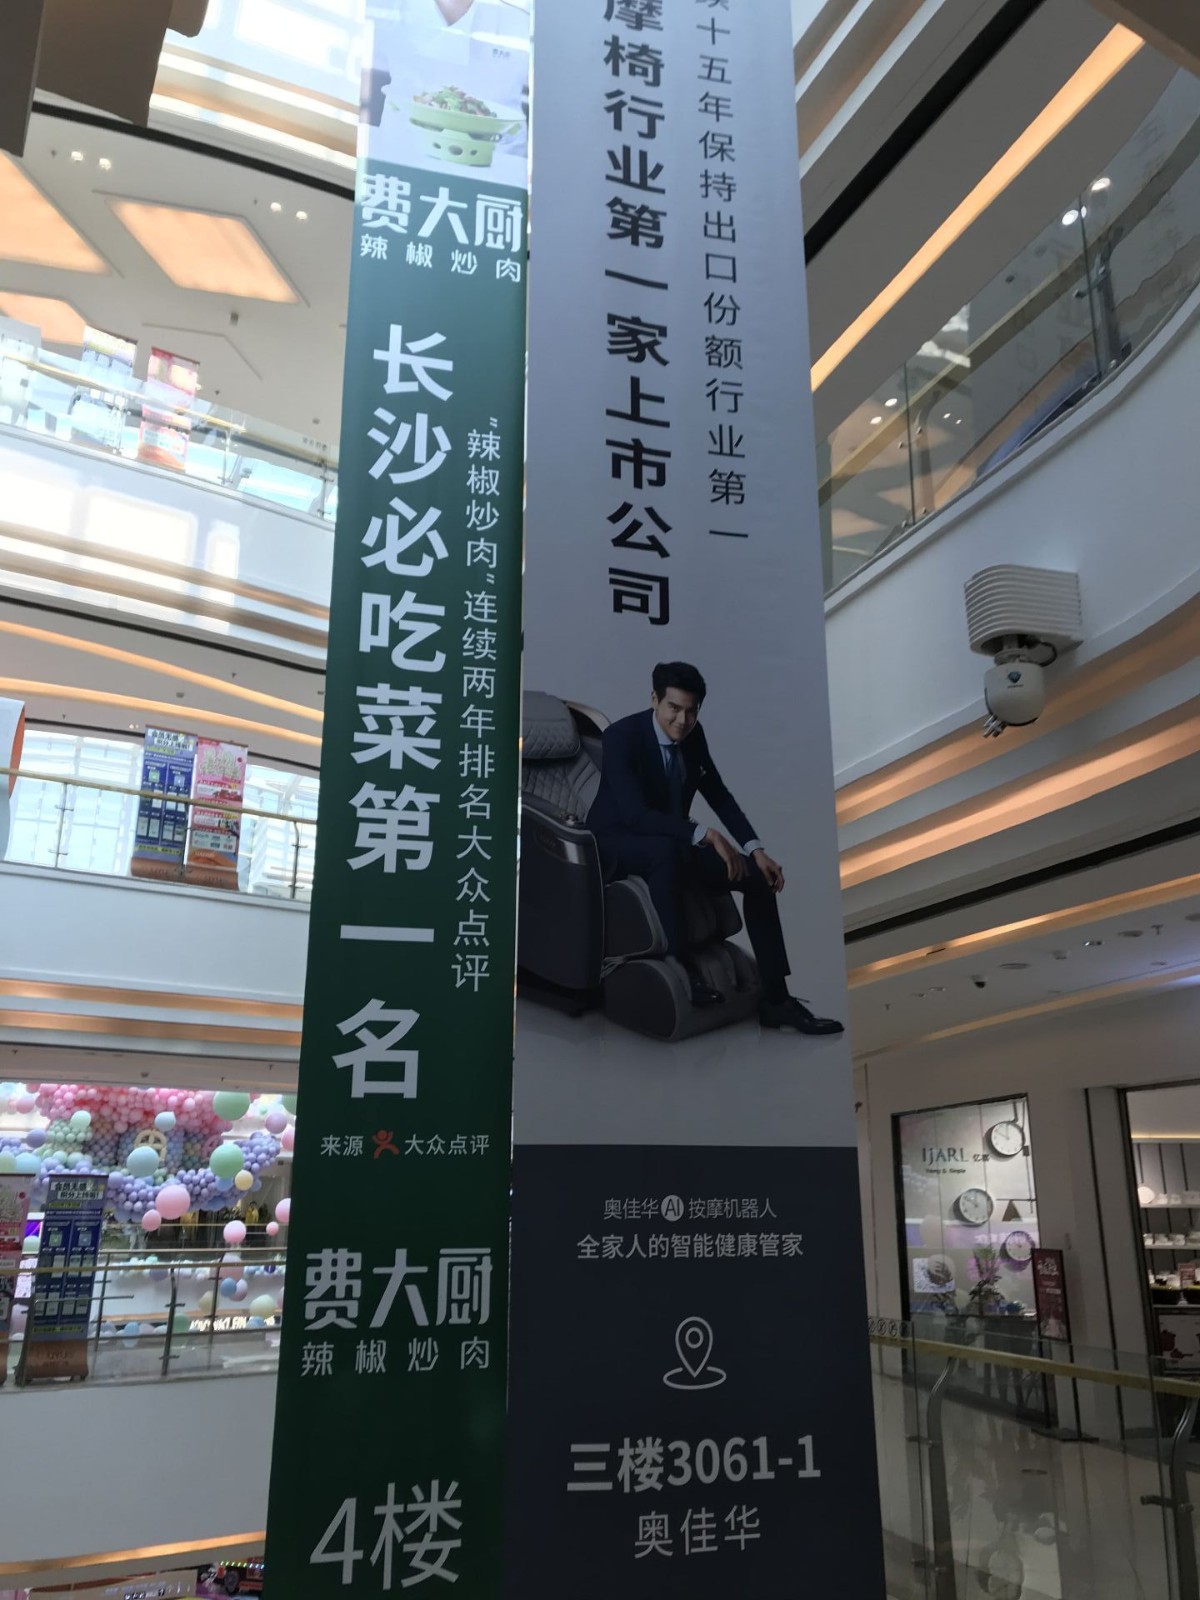 费大厨
辣椒炒肉
长沙必吃菜第一名
"辣椒炒肉"连续两年排名大众点评
来源 大众点评
费大厨
辣椒炒肉
4楼
十五年保持出口份额行业第一
摩椅行业第一家上市公司
奥佳华AI按摩机器人
全家人的智能健康管家
三楼3061-1
奥佳华
IJARL 亿嘉